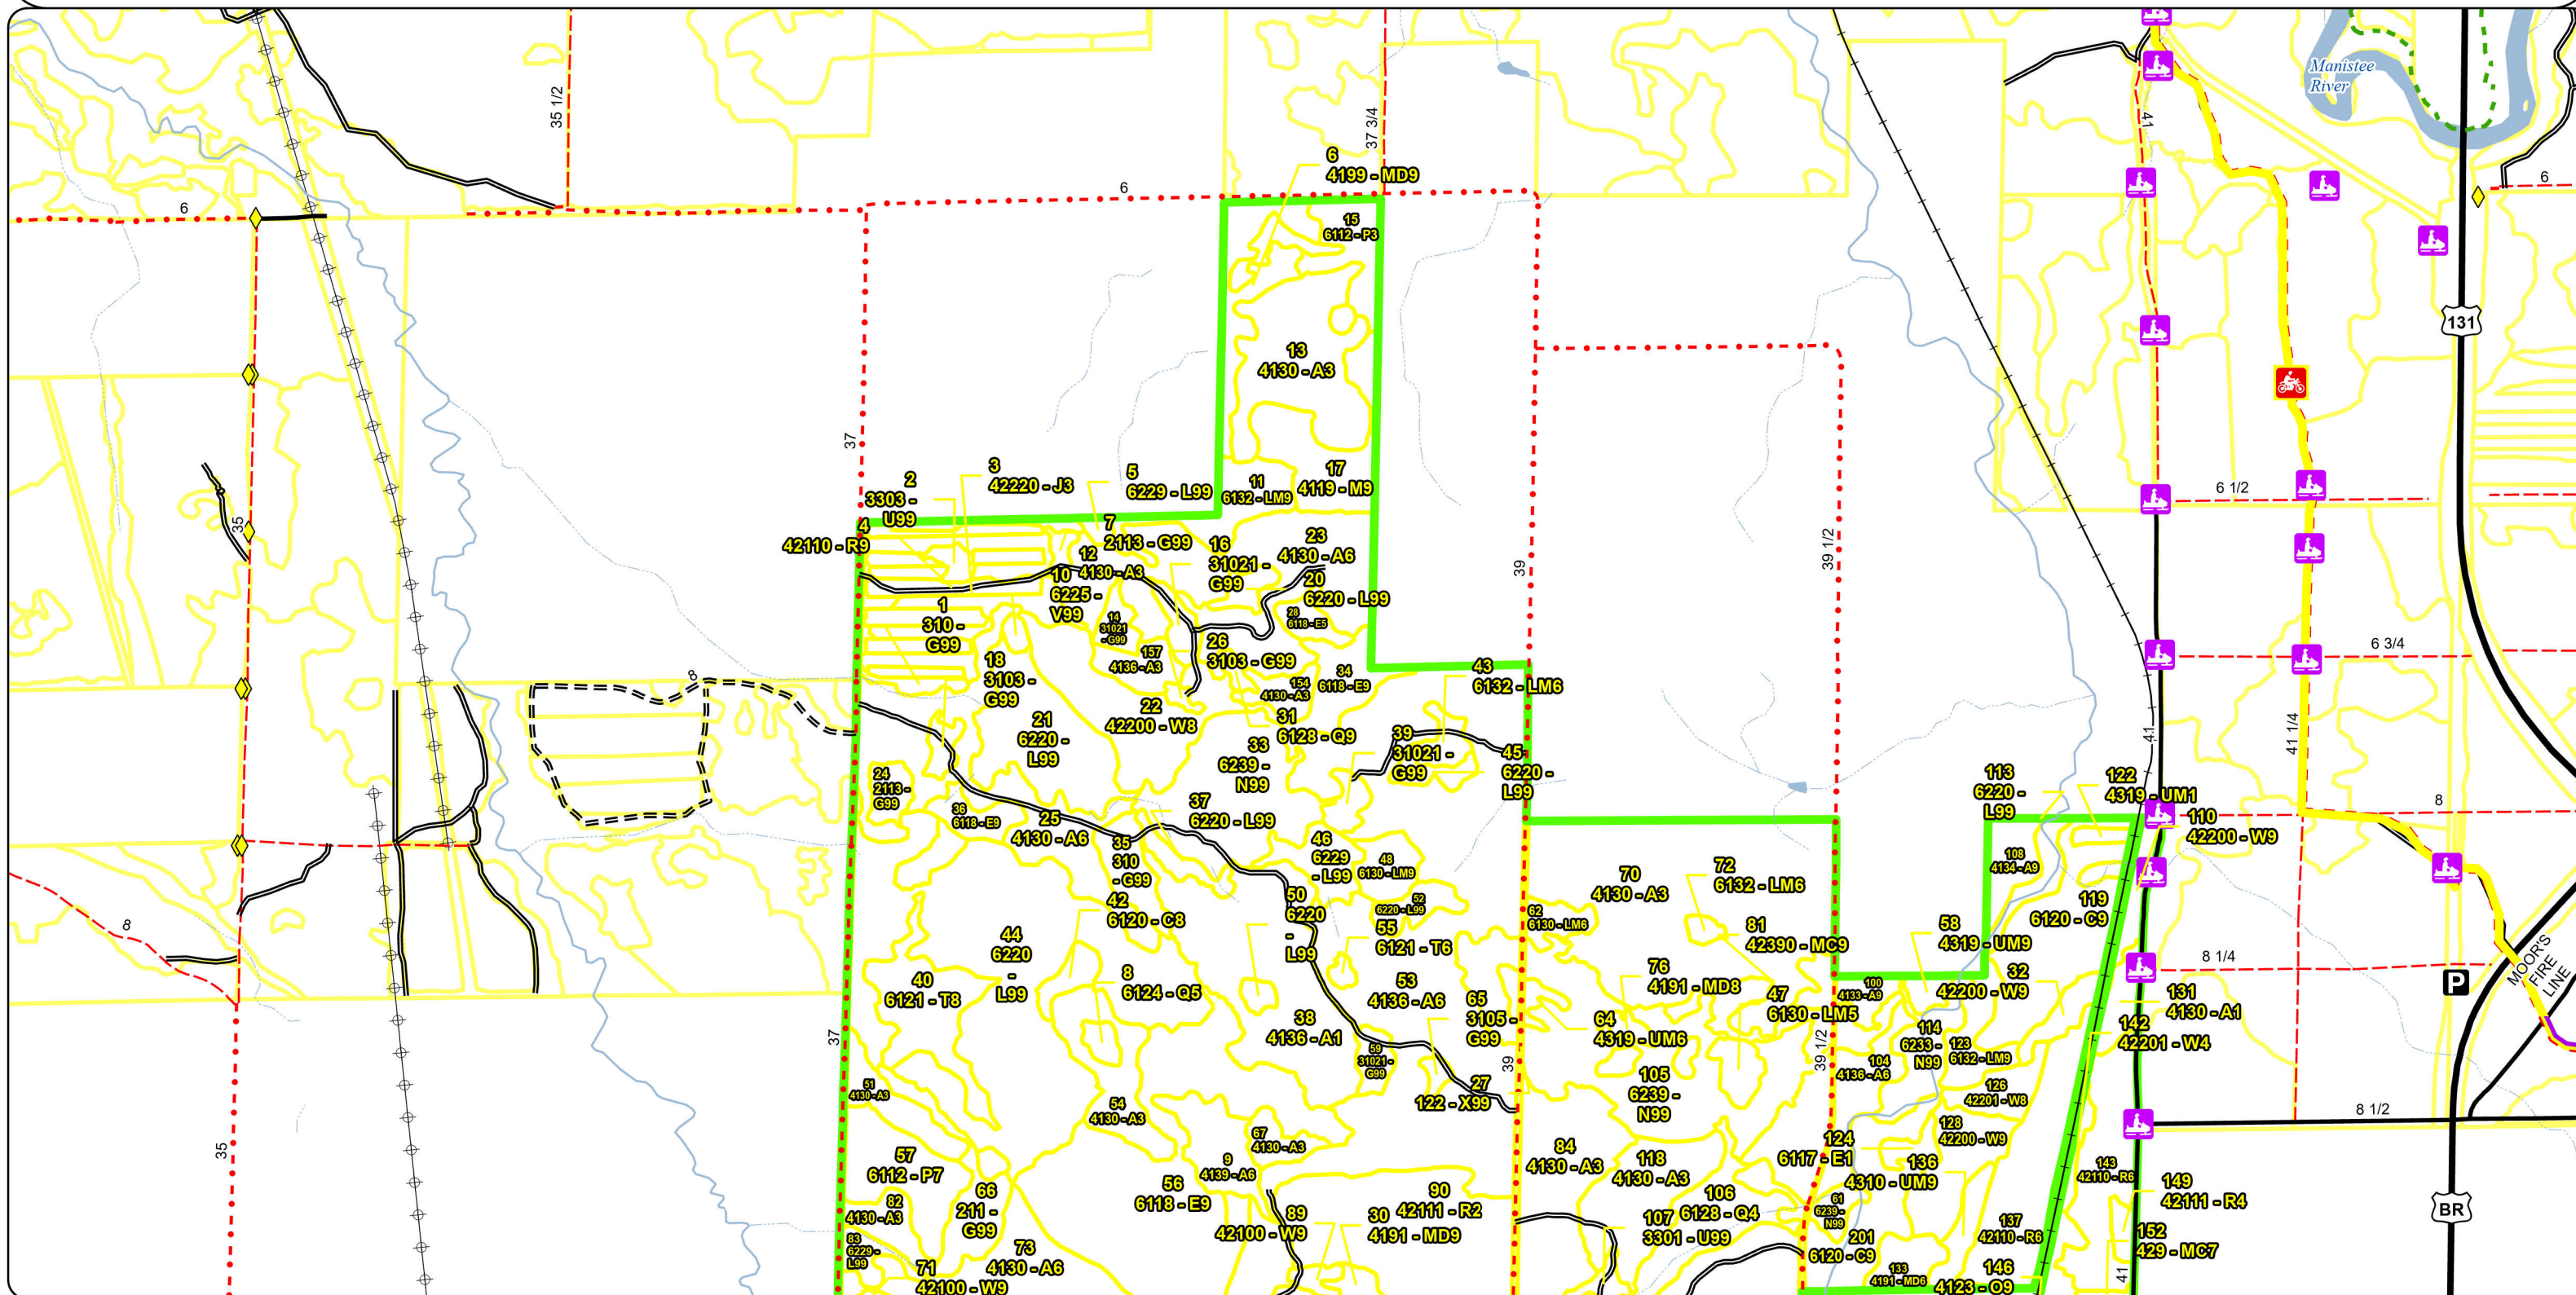 Manistee
River
35 1/2
37 3/4
41
6
6
6
6
4199 - MD9
15
6112 - P3
131
13
4130 - A3
37
2
3303 -
U99
3
42220 - J3
5
6229 - L99
11
6132 - LM9
17
4119 - M9
6 1/2
35
4
42110 - R9
7
2113 - G99
12
4130 - A3
10
6225 -
V99
16
31021 -
G99
23
4130 - A6
20
6220 - L99
39
39 1/2
1
310 -
G99
14
31021
- G99
28
6118 - E5
157
4136 - A3
26
3103 - G99
18
3103 -
G99
154
4130 - A3
34
6118 - E9
43
6132 - LM6
6 3/4
8
21
6220 -
L99
22
42200 - W8
31
6128 - Q9
33
6239 -
N99
39
31021 -
G99
45
6220 -
L99
41
41 1/4
24
2113 -
G99
36
6118 - E9
25
4130 - A6
37
6220 - L99
113
6220 -
L99
122
4319 - UM1
110
42200 - W9
8
35
310
- G99
46
6229
- L99
48
6130 - LM9
108
4134 - A9
42
6120 - C8
50
6220
-
L99
52
6220 - L99
55
6121 - T6
62
6130 - LM6
70
4130 - A3
72
6132 - LM6
81
42390 - MC9
58
4319 - UM9
119
6120 - C9
8
44
6220
-
L99
40
6121 - T8
8
6124 - Q5
53
4136 - A6
76
4191 - MD8
47
6130 - LM5
100
4133 - A9
32
42200 - W9
8 1/4
MOOR'S
FIRE
LINE
P
38
4136 - A1
65
3105 -
G99
64
4319 - UM6
131
4130 - A1
142
42201 - W4
37
39
39 1/2
59
31021 -
G99
114
6233 -
N99
123
6132 - LM9
104
4136 - A6
51
4130 - A3
54
4130 - A3
27
122 - X99
105
6239 -
N99
126
42201 - W8
8 1/2
35
67
4130 - A3
128
42200 - W9
57
6112 - P7
9
4139 - A6
84
4130 - A3
118
4130 - A3
124
6117 - E1
136
4310 - UM9
143
42110 - R6
56
6118 - E9
66
211 -
G99
82
4130 - A3
90
42111 - R2
106
6128 - Q4
61
6239 -
N99
149
42111 - R4
BR
89
42100 - W9
30
4191 - MD9
107
3301 - U99
137
42110 - R6
83
6229 -
L99
73
4130 - A6
201
6120 - C9
152
429 - MC7
71
42100 - W9
133
4191 - MD6
146
4123 - O9
41